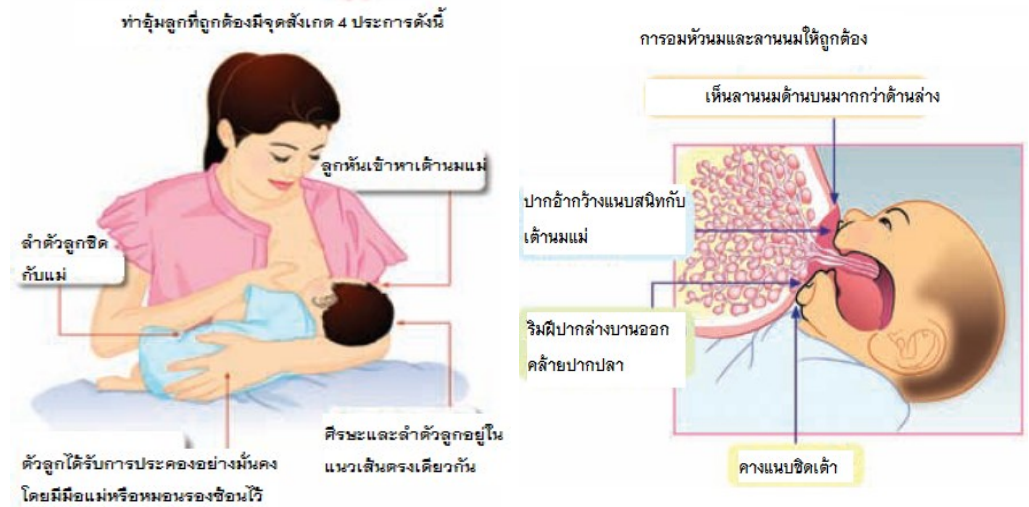 ท่าอุ้มลูกที่ถูกต้องมีจุดสังเกต 4 ประการดังนี้
ลูกหันเข้าหาเต้านมแม่
ลำตัวลูกชิด
กับแม่
ศีรษะและลำตัวลูกอยู่ใน
แนวเส้นตรงเดียวกัน
ตัวลูกได้รับการประคองอย่างมั่นคง
โดยมีมือแม่หรือหมอนรองช้อนไว้
การอมหัวนมและลานนมให้ถูกต้อง
เห็นลานนมด้านบนมากกว่าด้านล่าง
ปากอ้ากว้างแนบสนิทกับ
เต้านมแม่
ริมฝีปากล่างบานออก
คล้ายปากปลา
คางแนบชิดเต้า